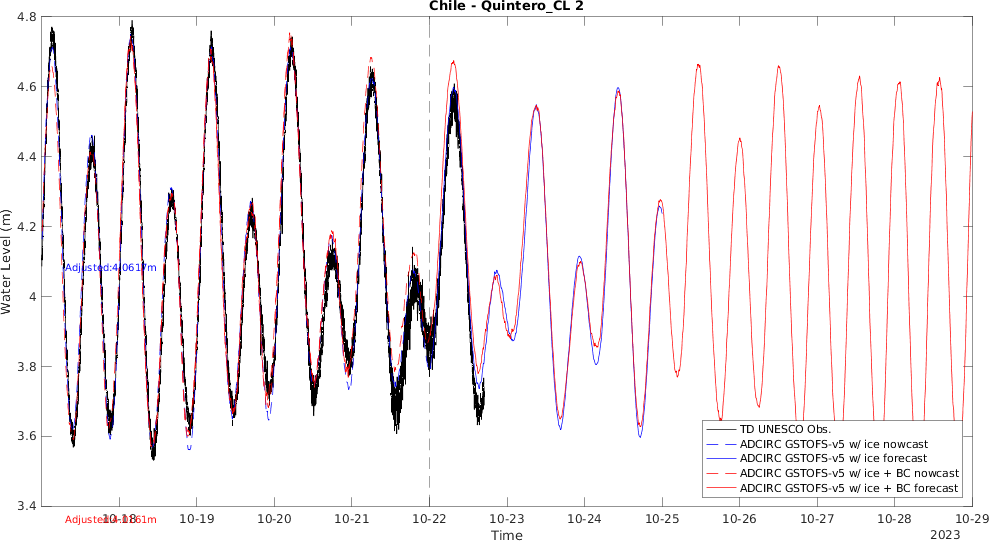 Chile - Quintero_CL 2
4.8
4.6
4.4
4.2
4
3.8
3.6
3.4
Water Level (m)
Adjusted:4.0617m
TD UNESCO Obs.
ADCIRC GSTOFS-v5 w/ ice nowcast
ADCIRC GSTOFS-v5 w/ ice forecast
ADCIRC GSTOFS-v5 w/ ice + BC nowcast
ADCIRC GSTOFS-v5 w/ ice + BC forecast
10-18 10-19 10-20 10-21 10-22 10-23 10-24 10-25 10-26 10-27 10-28 10-29
Time
2023